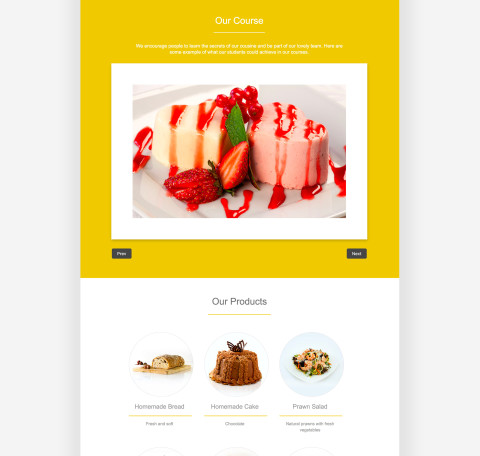 Our Course
We encourage people to learn the secrets of our cousins and be part of our lovely team. Here are
some example of what our students could achieve in our courses.
Prev
Next
Our Products
Homemade Bread
Homemade Cake
Prawn Salad
Fresh and soft
Chocolate
Natural prawns with fresh
vegetables